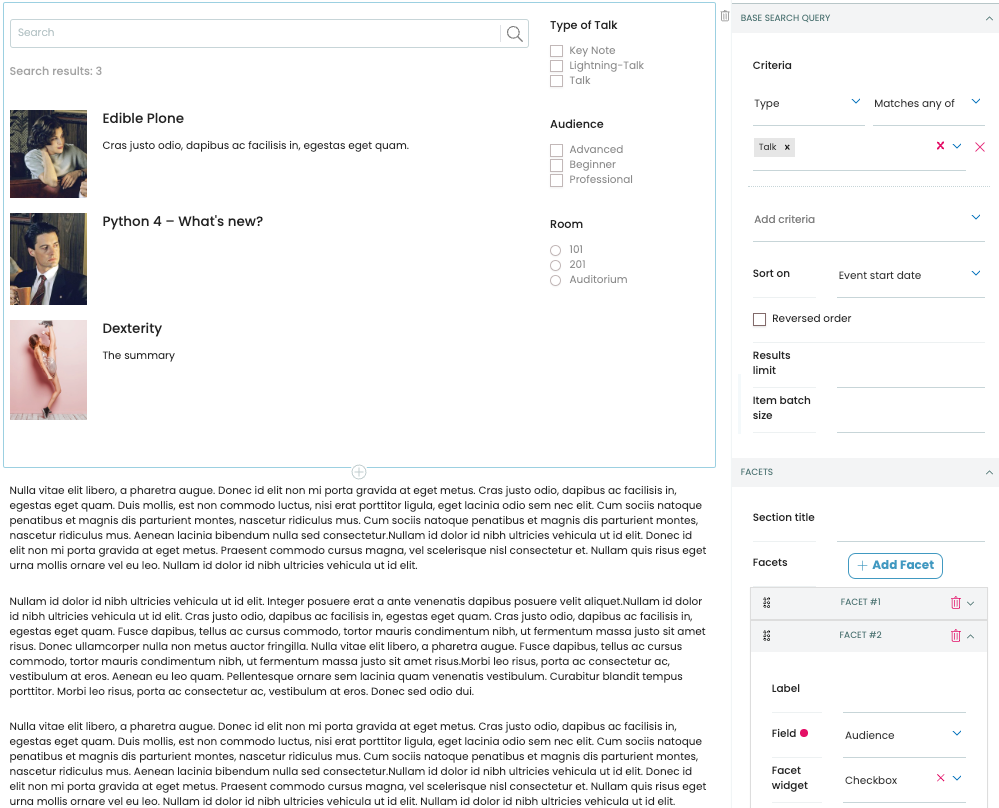 Search
Search results: 3
Edible Plone
Cras justo odio, dapibus ac facilisis in, egestas eget quam.
Python 4 – What's new?
Dexterity
The summary
Type of Talk
Key Note
Lightning-Talk
Talk
Audience
Advanced
Beginner
Professional
Room
101
201
Auditorium
Nulla vitae elit libero, a pharetra augue. Donec id elit non mi porta gravida at eget metus. Cras justo odio, dapibus ac facilisis in,
egestas eget quam. Duis mollis, est non commodo luctus, nisi erat porttitor ligula, eget lacinia odio sem nec elit. Cum sociis natoque
penatibus et magnis dis parturient montes, nascetur ridiculus mus. Cum sociis natoque penatibus et magnis dis parturient montes,
nascetur ridiculus mus. Aenean lacinia bibendum nulla sed consectetur.Nullam id dolor id nibh ultricies vehicula ut id elit. Donec id
elit non mi porta gravida at eget metus. Praesent commodo cursus magna, vel scelerisque nisl consectetur et. Nullam quis risus eget
urna mollis ornare vel eu leo. Nullam id dolor id nibh ultricies vehicula ut id elit.
Nullam id dolor id nibh ultricies vehicula ut id elit. Integer posuere erat a ante venenatis dapibus posuere velit aliquet.Nullam id dolor
id nibh ultricies vehicula ut id elit. Cras justo odio, dapibus ac facilisis in, egestas eget quam. Cras justo odio, dapibus ac facilisis in,
egestas eget quam. Fusce dapibus, tellus ac cursus commodo, tortor mauris condimentum nibh, ut fermentum massa justo sit amet
risus. Donec ullamcorper nulla non metus auctor fringilla. Nulla vitae elit libero, a pharetra augue. Fusce dapibus, tellus ac cursus
commodo, tortor mauris condimentum nibh, ut fermentum massa justo sit amet risus.Morbi leo risus, porta ac consectetur ac,
vestibulum at eros. Aenean eu leo quam. Pellentesque ornare sem lacinia quam venenatis vestibulum. Curabitur blandit tempus
porttitor. Morbi leo risus, porta ac consectetur ac, vestibulum at eros. Donec sed odio dui.
Nulla vitae elit libero, a pharetra augue. Donec id elit non mi porta gravida at eget metus. Cras justo odio, dapibus ac facilisis in,
egestas eget quam. Duis mollis, est non commodo luctus, nisi erat porttitor ligula, eget lacinia odio sem nec elit. Cum sociis natoque
penatibus et magnis dis parturient montes, nascetur ridiculus mus. Cum sociis natoque penatibus et magnis dis parturient montes,
nascetur ridiculus mus. Aenean lacinia bibendum nulla sed consectetur.Nullam id dolor id nibh ultricies vehicula ut id elit. Donec id
elit non mi porta gravida at eget metus. Praesent commodo cursus magna, vel scelerisque nisl consectetur et. Nullam quis risus eget
urna mollis ornare vel eu leo. Nullam id dolor id nibh ultricies vehicula ut id elit. Nullam id dolor id nibh ultricies vehicula ut id elit.
BASE SEARCH QUERY
Criteria
Type
Matches any of
Talk
Add criteria
Sort on
Event start date
Reversed order
Results
limit
Item batch
size
FACETS
Section title
Facets
Add Facet
FACET #1
FACET #2
Label
Field
Audience
Facet
widget
Checkbox